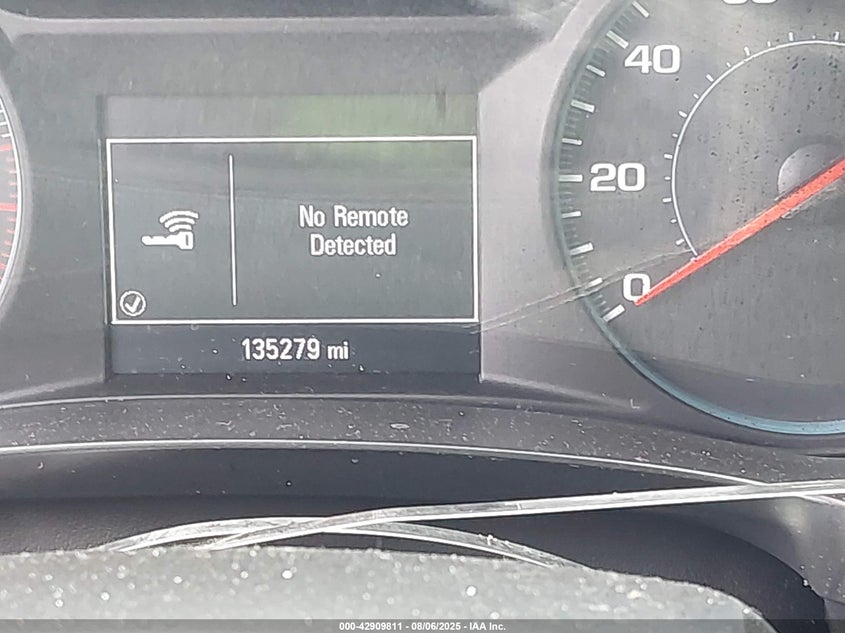 40
20
0
No Remote
Detected
135279 mi
000-42909811 - 08/06/2025 - IAA Inc.